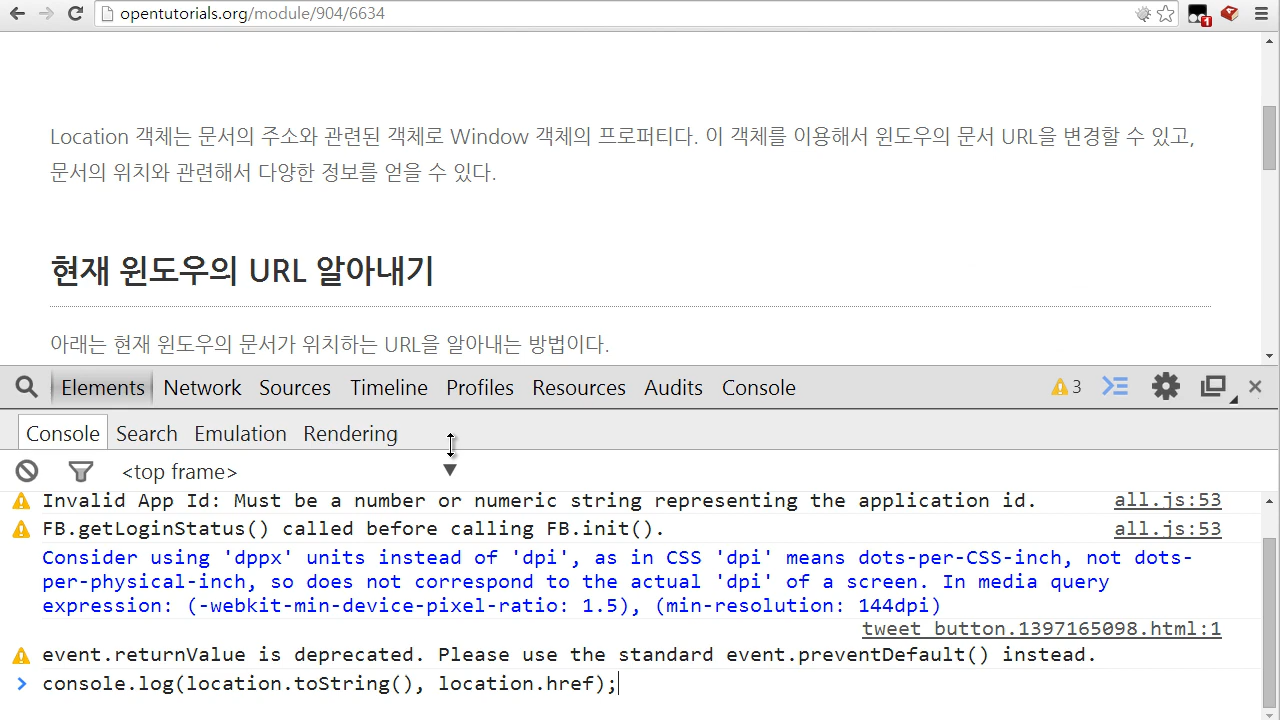 opentutorials.org/module/904/6634
1
Location 객체는 문서의 주소와 관련된 객체로 Window 객체의 프로퍼티다. 이 객체를 이용해서 윈도우의 문서 URL을 변경할 수 있고,
문서의 위치와 관련해서 다양한 정보를 얻을 수 있다.
현재 윈도우의 URL 알아내기
아래는 현재 윈도우의 문서가 위치하는 URL을 알아내는 방법이다.
Elements Network Sources Timeline Profiles Resources Audits Console 3
Console Search Emulation Rendering
<top frame>
Invalid App Id: Must be a number or numeric string representing the application id. all.js:53
FB.getLoginStatus() called before calling FB.init(). all.js:53
Consider using 'dppx' units instead of 'dpi', as in CSS 'dpi' means dots-per-CSS-inch, not dots-
per-physical-inch, so does not correspond to the actual 'dpi' of a screen. In media query
expression: (-webkit-min-device-pixel-ratio: 1.5), (min-resolution: 144dpi)
tweet_button.1397165098.html:1
event.returnValue is deprecated. Please use the standard event.preventDefault() instead.
> console.log(location.toString(), location.href);